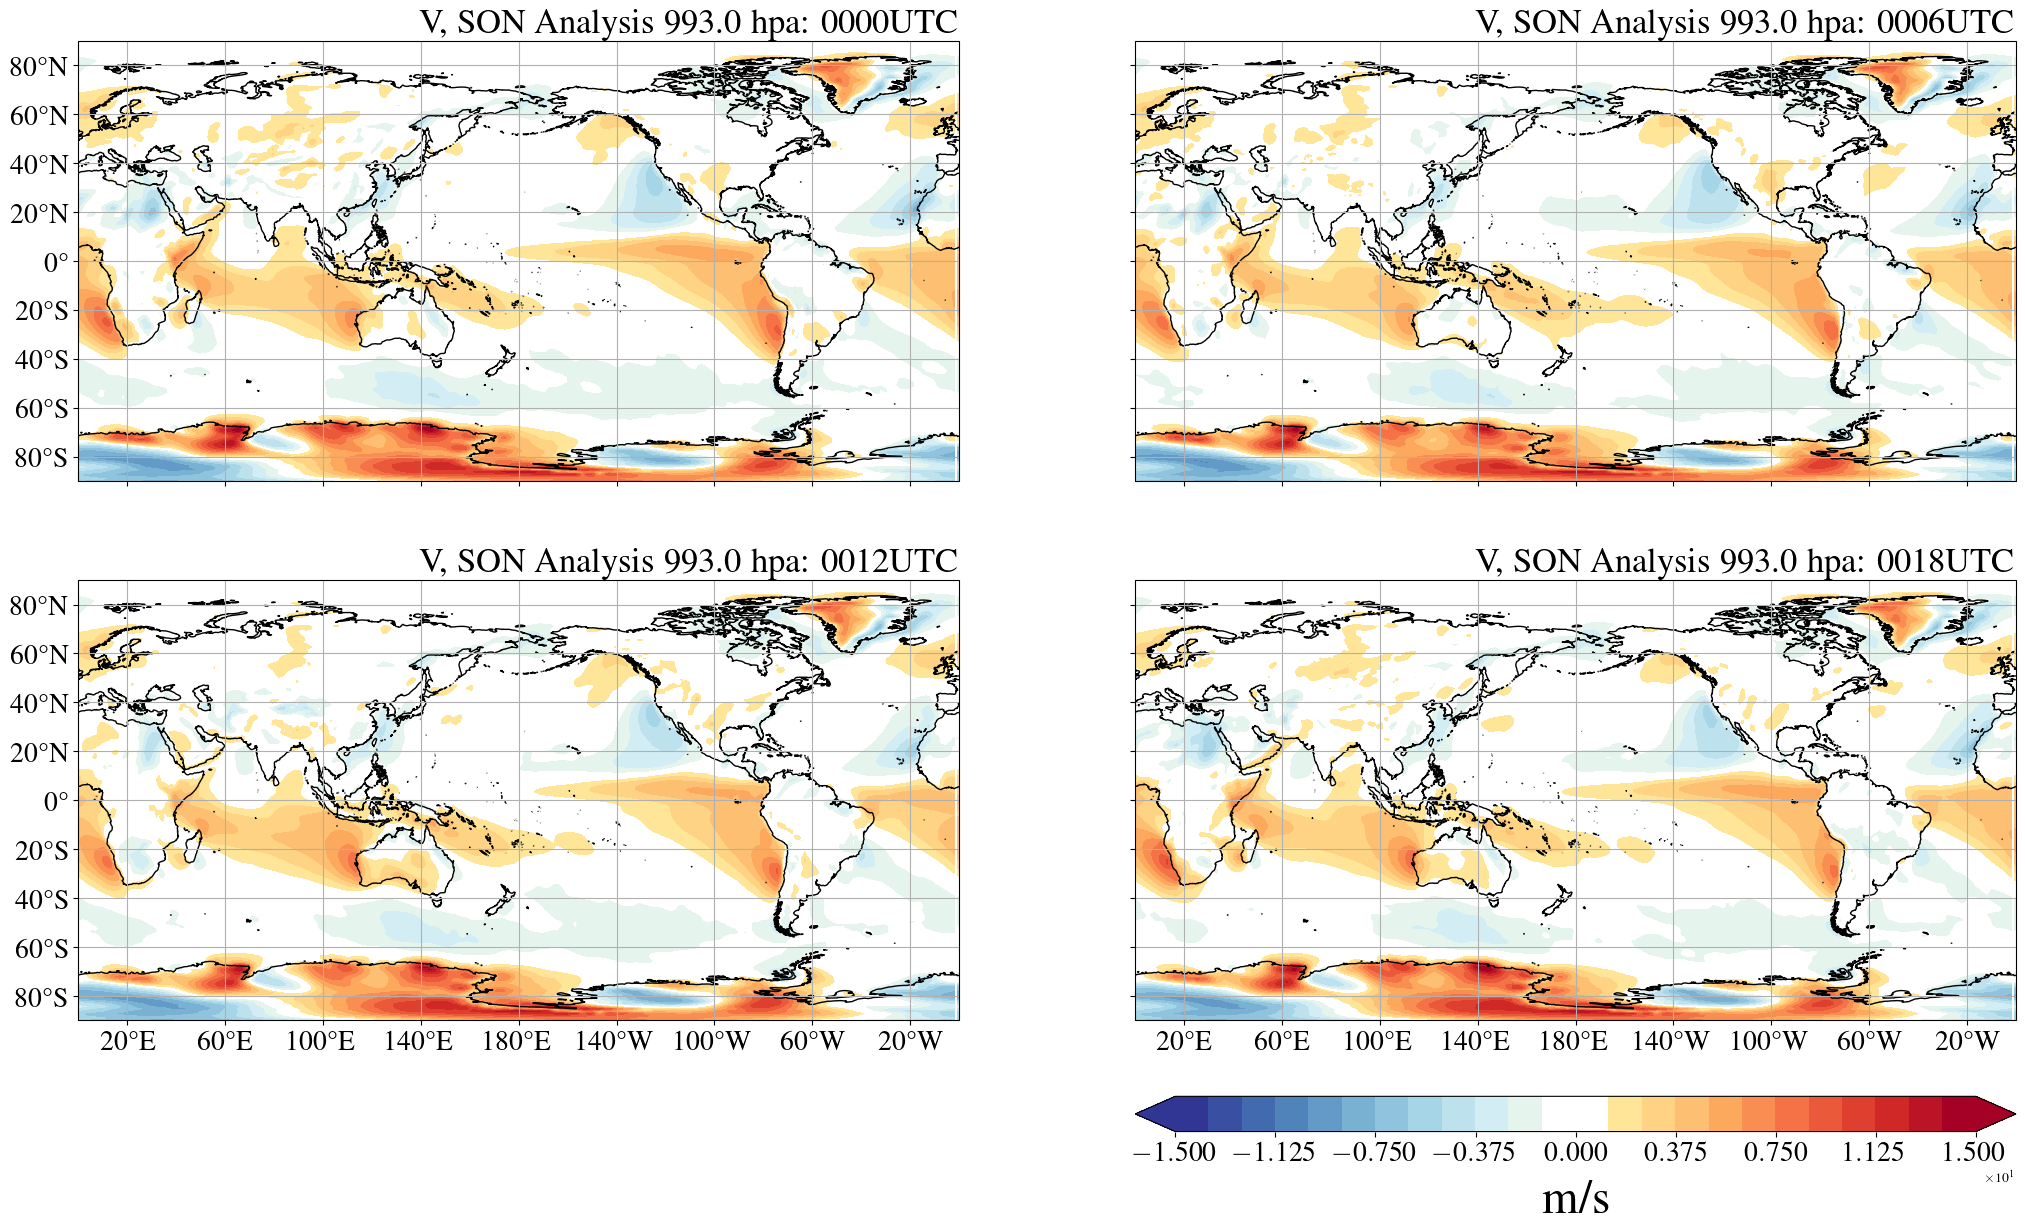 V, SON Analysis 993.0 hpa: 0000UTC
V, SON Analysis 993.0 hpa: 0006UTC
80°N
60°N
40°N
20°N
0°
20°S
40°S
60°S
80°S
V, SON Analysis 993.0 hpa: 0012UTC
V, SON Analysis 993.0 hpa: 0018UTC
80°N
60°N
40°N
20°N
0°
20°S
40°S
60°S
80°S
20°E 60°E 100°E 140°E 180°E 140°W 100°W 60°W 20°W
20°E 60°E 100°E 140°E 180°E 140°W 100°W 60°W 20°W
−1.500 −1.125 −0.750 −0.375 0.000 0.375 0.750 1.125 1.500
×10¹
m/s